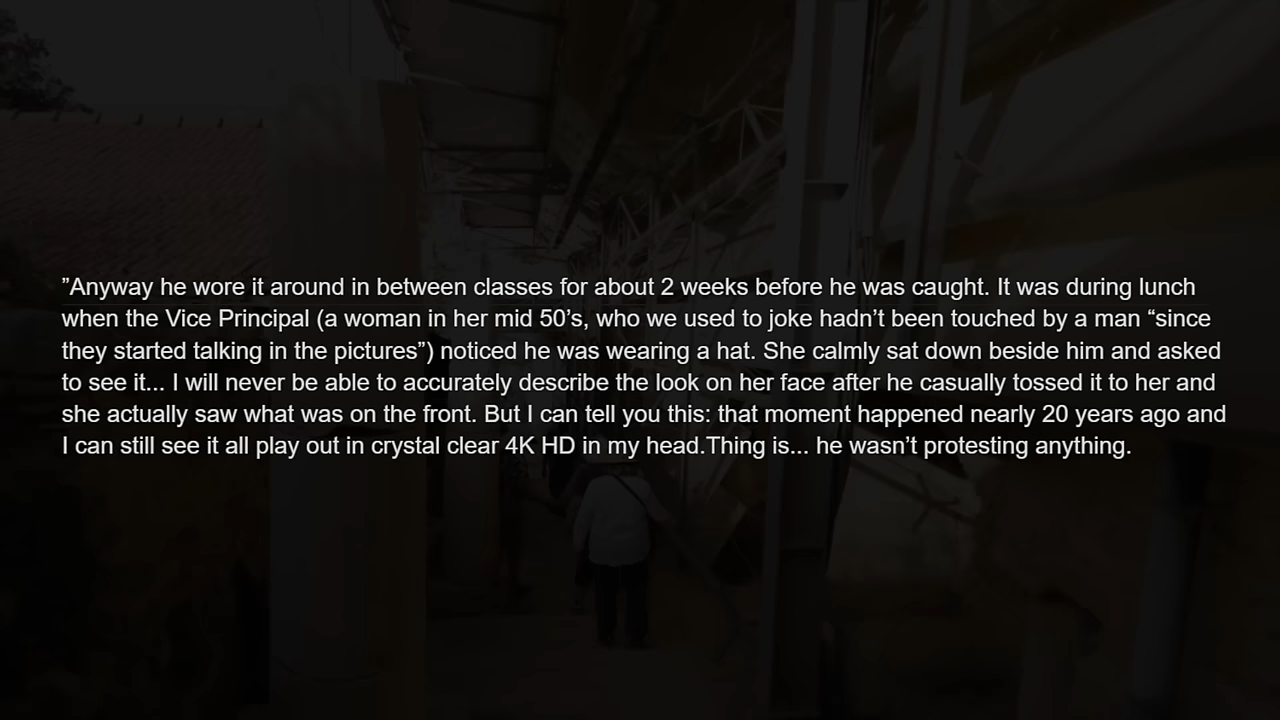 ”Anyway he wore it around in between classes for about 2 weeks before he was caught. It was during lunch
when the Vice Principal (a woman in her mid 50’s, who we used to joke hadn’t been touched by a man “since
they started talking in the pictures”) noticed he was wearing a hat. She calmly sat down beside him and asked
to see it... I will never be able to accurately describe the look on her face after he casually tossed it to her and
she actually saw what was on the front. But I can tell you this: that moment happened nearly 20 years ago and
I can still see it all play out in crystal clear 4K HD in my head.Thing is... he wasn’t protesting anything.